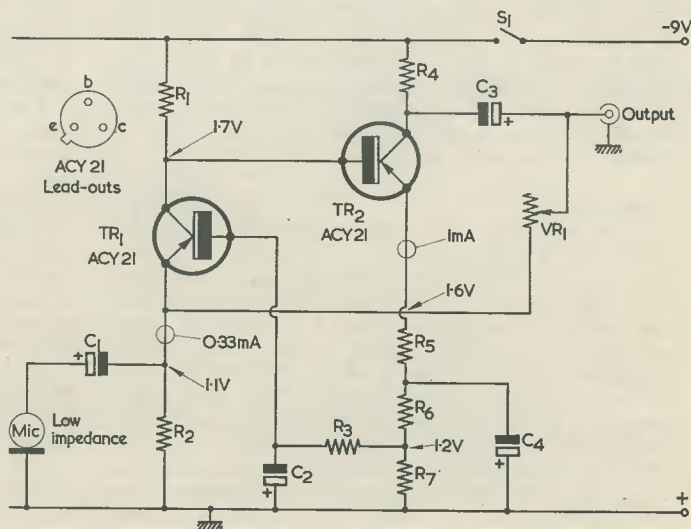 S1
-9V
R1
R4
C3
+
Output
b
e
c
ACY 21
Lead-outs
1·7V
TR1
ACY21
TR2
ACY 21
1mA
VR1
1·6V
0·33mA
C1
+
1·1V
R5
R6
Mic
Low
impedance
R2
R3
1·2V
C4
+
C2
+
R7
+